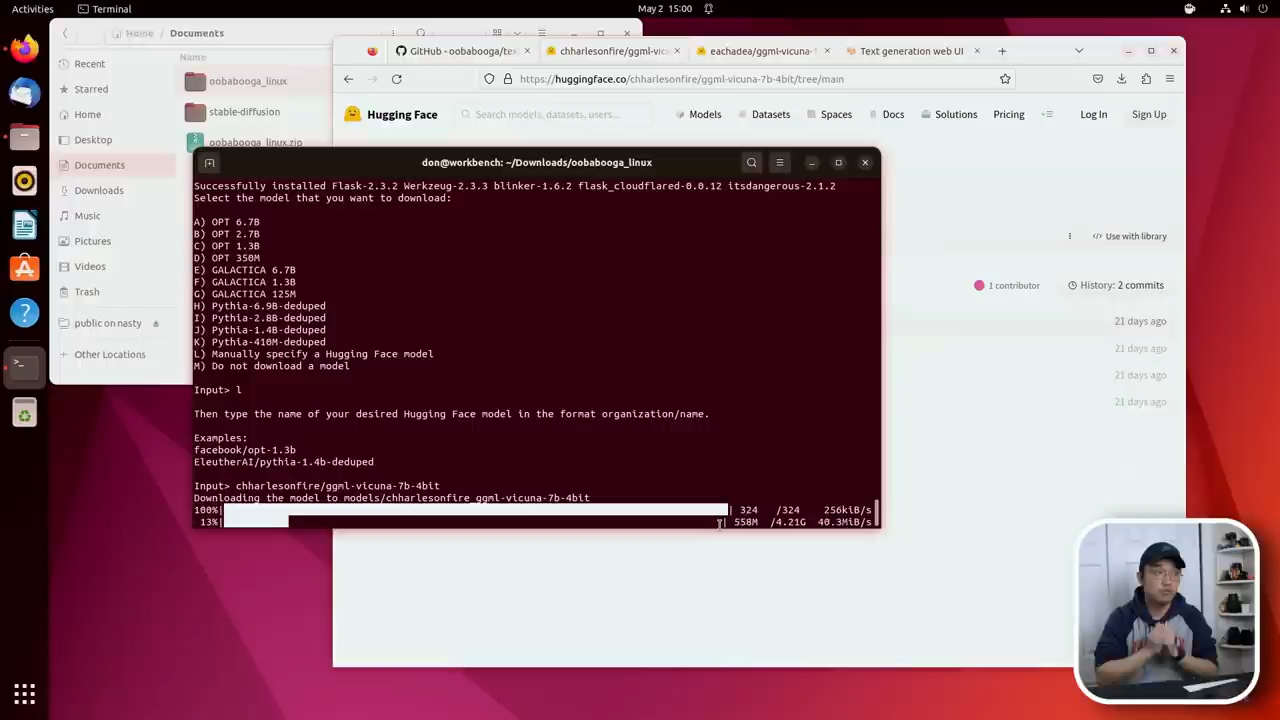 Activities
Terminal
May 2 15:00
Home
Documents
Recent
Starred
Home
Desktop
Documents
Downloads
Music
Pictures
Videos
Trash
public on nasty
Other Locations
Name
oobabooga_linux
stable-diffusion
oobabooga_linux.zip
GitHub - oobabooga/tex
chharlesonfire/ggml-vic
eachadea/ggml-vicuna-
Text generation web UI
https://huggingface.co/chharlesonfire/ggml-vicuna-7b-4bit/tree/main
Hugging Face
Search models, datasets, users...
Models
Datasets
Spaces
Docs
Solutions
Pricing
Log In
Sign Up
</> Use with library
1 contributor
History: 2 commits
21 days ago
21 days ago
21 days ago
21 days ago
don@workbench: ~/Downloads/oobabooga_linux
Successfully installed Flask-2.3.2 Werkzeug-2.3.3 blinker-1.6.2 flask_cloudflared-0.0.12 itsdangerous-2.1.2
Select the model that you want to download:
A) OPT 6.7B
B) OPT 2.7B
C) OPT 1.3B
D) OPT 350M
E) GALACTICA 6.7B
F) GALACTICA 1.3B
G) GALACTICA 125M
H) Pythia-6.9B-deduped
I) Pythia-2.8B-deduped
J) Pythia-1.4B-deduped
K) Pythia-410M-deduped
L) Manually specify a Hugging Face model
M) Do not download a model
Input> l
Then type the name of your desired Hugging Face model in the format organization/name.
Examples:
facebook/opt-1.3b
EleutherAI/pythia-1.4b-deduped
Input> chharlesonfire/ggml-vicuna-7b-4bit
Downloading the model to models/chharlesonfire_ggml-vicuna-7b-4bit
100%| | 324 /324 256kiB/s
13%| | 558M /4.21G 40.3MiB/s